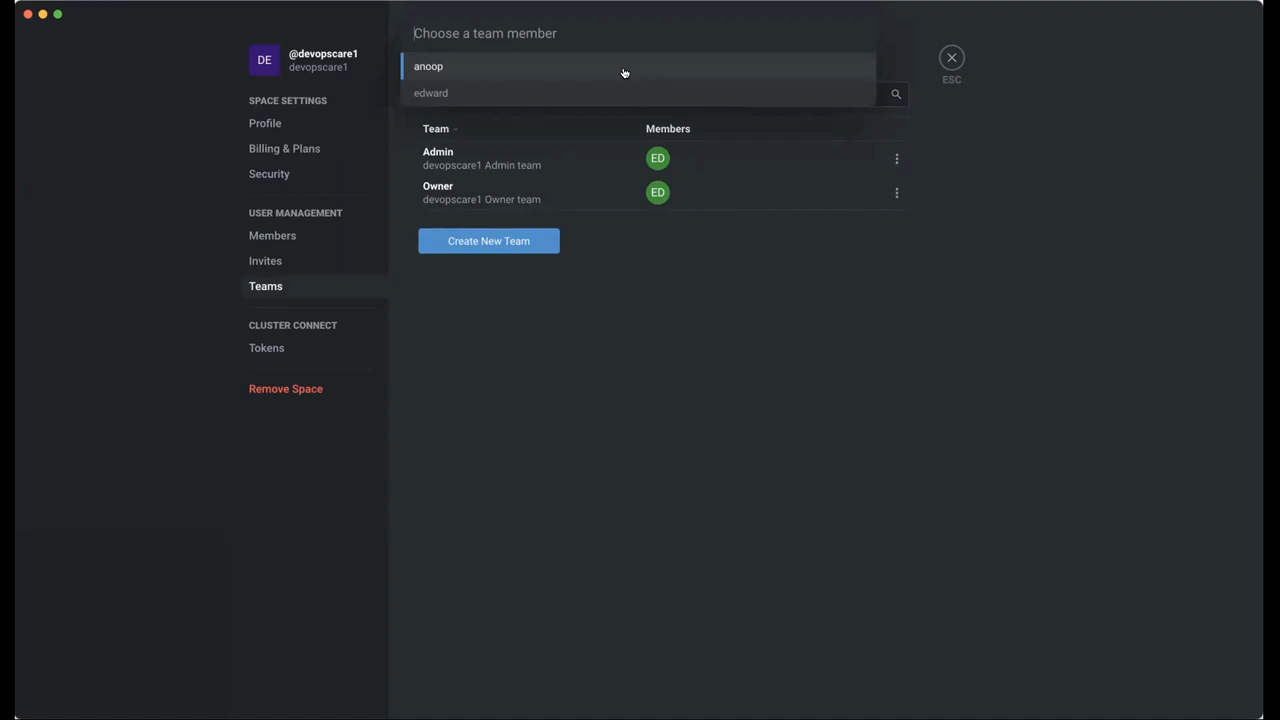 DE
@devopscare1
devopscare1
SPACE SETTINGS
Profile
Billing & Plans
Security
USER MANAGEMENT
Members
Invites
Teams
CLUSTER CONNECT
Tokens
Remove Space
Choose a team member
anoop
edward
ESC
Team Members
Admin
devopscare1 Admin team
ED
Owner
devopscare1 Owner team
ED
Create New Team